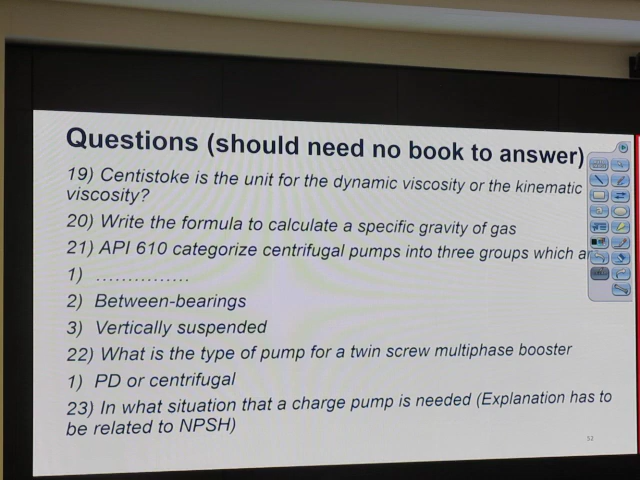 Questions (should need no book to answer)
19) Centistoke is the unit for the dynamic viscosity or the kinematic
viscosity?
20) Write the formula to calculate a specific gravity of gas
21) API 610 categorize centrifugal pumps into three groups which
1) ...............
2) Between-bearings
3) Vertically suspended
22) What is the type of pump for a twin screw multiphase booster
1) PD or centrifugal
23) In what situation that a charge pump is needed (Explanation has to
be related to NPSH)
52